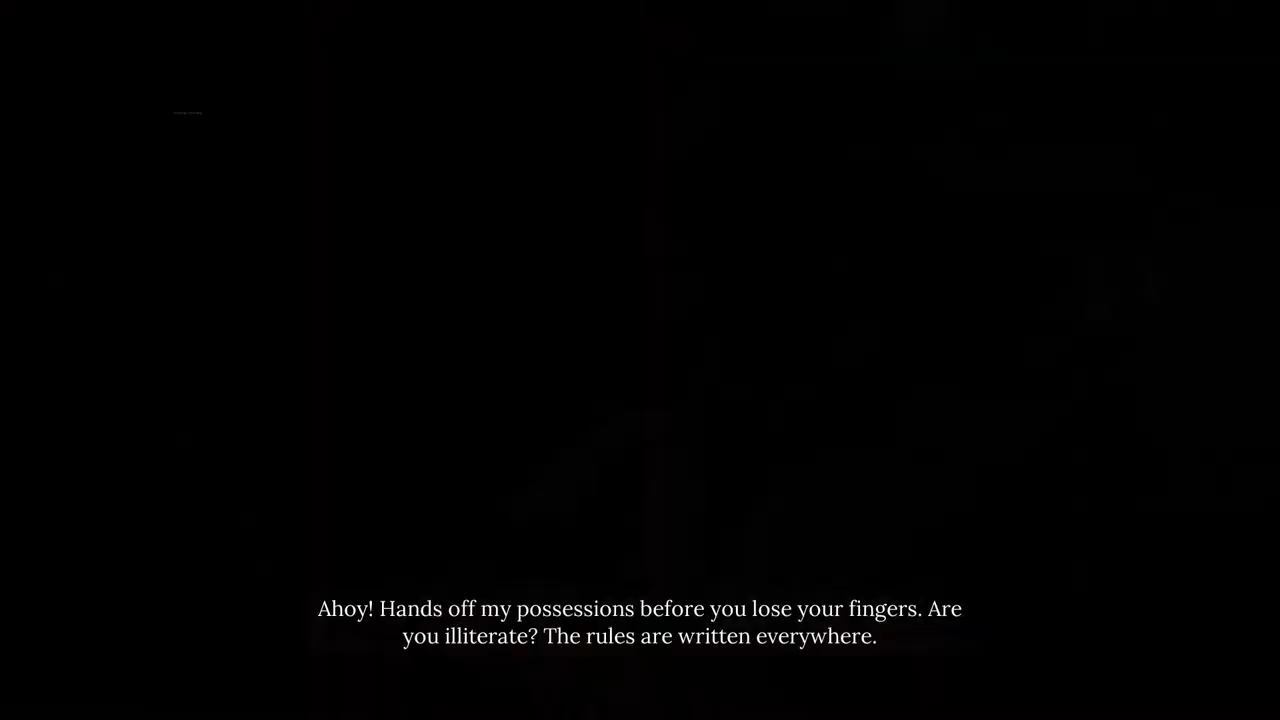 Ahoy! Hands off my possessions before you lose your fingers. Are
you illiterate? The rules are written everywhere.